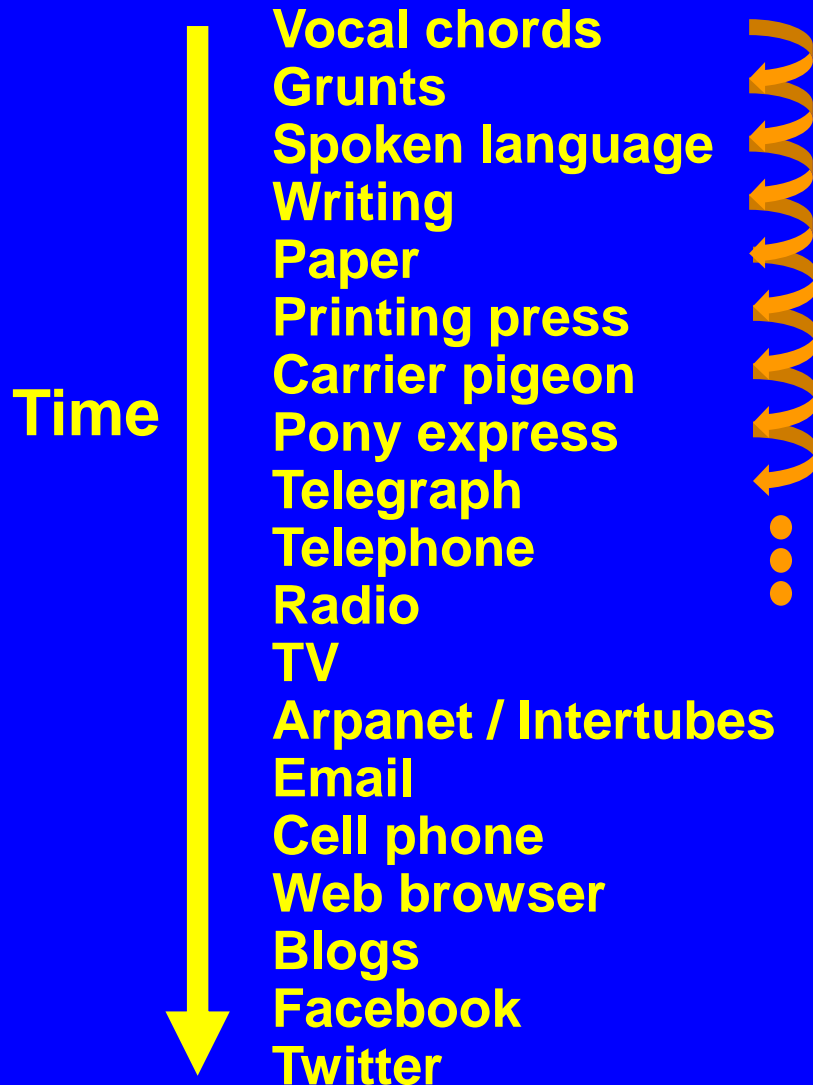 Vocal chords
Grunts
Spoken language
Writing
Paper
Printing press
Carrier pigeon
Time
Pony express
Telegraph
Telephone
Radio
TV
Arpanet / Intertubes
Email
Cell phone
Web browser
Blogs
Facebook
Twitter